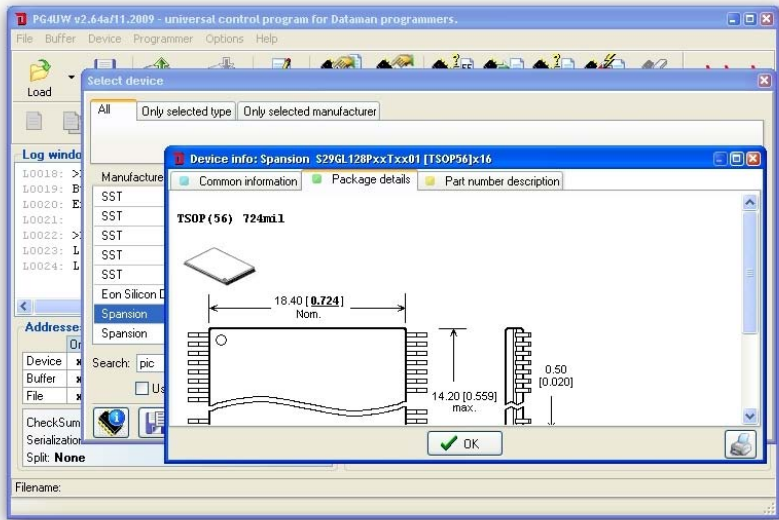 PG4UW v2.64a/11.2009 - universal control program for Dataman programmers.
File Buffer Device Programmer Options Help
Load
Select device
All Only selected type Only selected manufacturer
Log windo
Device info: Spansion S29GL128PxxTxx01 [TSOP56]x16
Common information Package details Part number description
L0018:
L0019:
L0020:
L0021:
L0022:
L0023: L
L0024: L
Manufacture
SST
SST
SST
SST
SST
Eon Silicon D
Spansion
Spansion
TSOP(56) 724mil
18.40 [0.724]
Nom.
14.20 [0.559]
max.
0.50
[0.020]
Addresse
Device
Buffer
File
Search: pic
Us
CheckSum
Serialization
Split: None
OK
Filename: